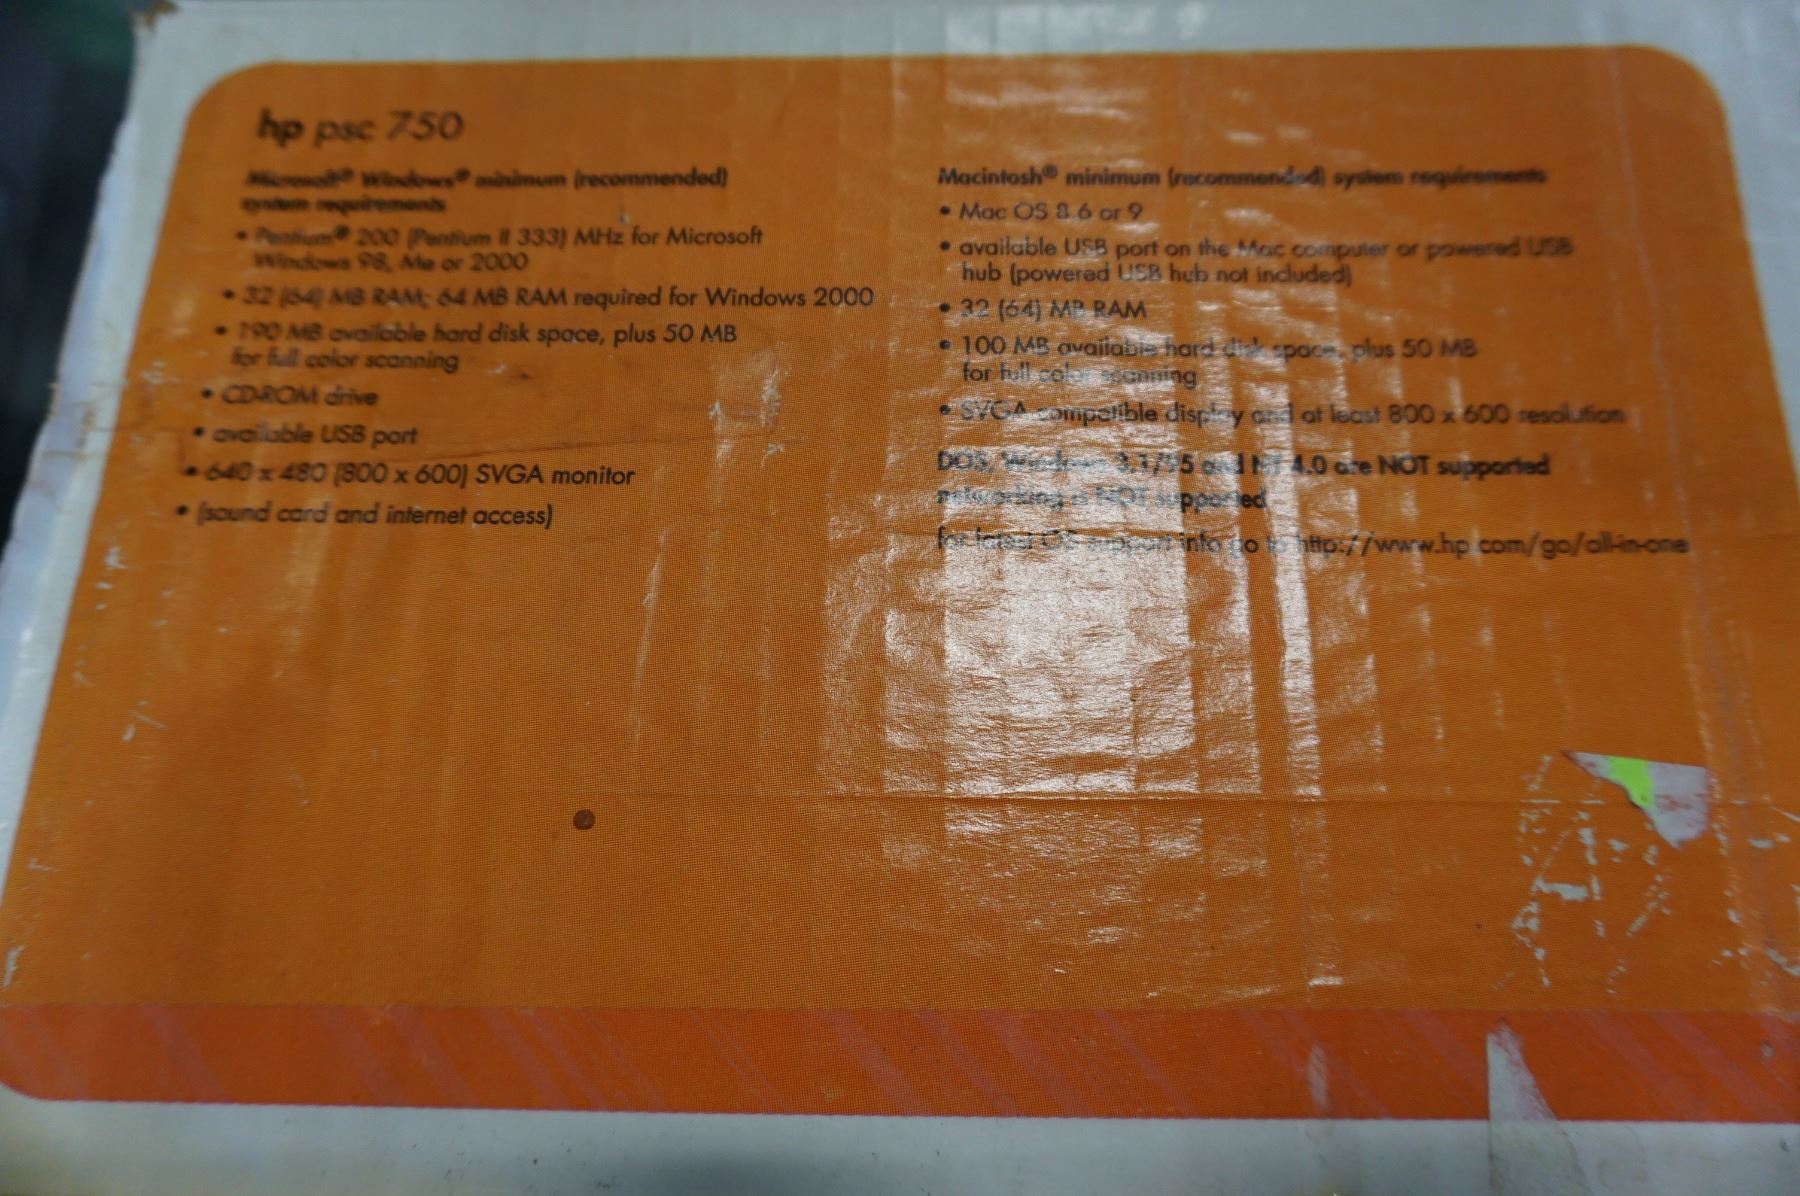 hp psc 750
Microsoft® Windows® minimum (recommended)
system requirements
• Pentium® 200 (Pentium II 333) MHz for Microsoft
Windows 98, Me or 2000
• 32 (64) MB RAM; 64 MB RAM required for Windows 2000
• 190 MB available hard disk space, plus 50 MB
for full color scanning
• CD-ROM drive
• available USB port
• 640 x 480 (800 x 600) SVGA monitor
• (sound card and internet access)
Macintosh® minimum (recommended) system requirements
• Mac OS 8.6 or 9
• available USB port on the Mac computer or powered USB
hub (powered USB hub not included)
• 32 (64) MB RAM
• 100 MB available hard disk space, plus 50 MB
for full color scanning
• SVGA compatible display and at least 800 x 600 resolution
DOS, Windows 3.1/95 and NT 4.0 are NOT supported
networking is NOT supported
for latest OS support info go to http://www.hp.com/go/all-in-one